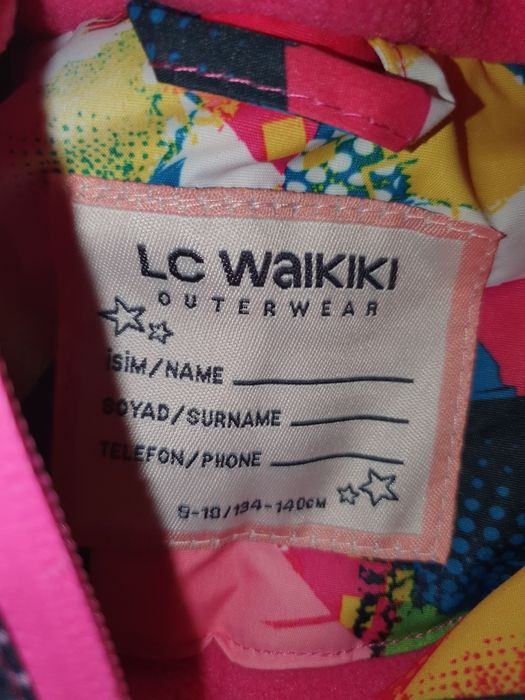 LC WAIKIKI
OUTERWEAR
İSİM/NAME
SOYAD/SURNAME
TELEFON/PHONE
9-10/134-140CM